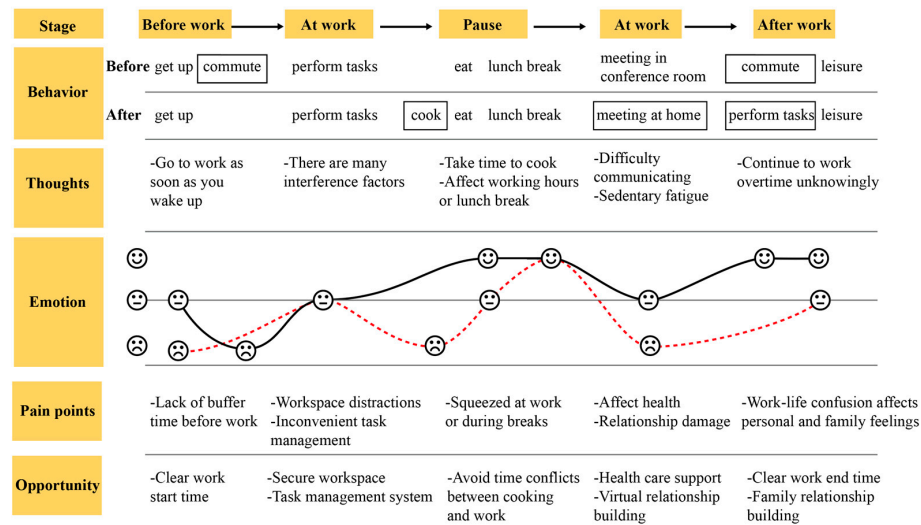 Stage Before work At work Pause At work After work
Behavior
Before get up commute perform tasks eat lunch break meeting in conference room commute leisure
After get up perform tasks cook eat lunch break meeting at home perform tasks leisure
Thoughts
-Go to work as
soon as you
wake up
-There are many
interference factors
-Take time to cook
-Affect working hours
or lunch break
-Difficulty
communicating
-Sedentary fatigue
-Continue to work
overtime unknowingly
Emotion
Pain points
-Lack of buffer
time before work
-Workspace distractions
-Inconvenient task
management
-Squeezed at work
or during breaks
-Affect health
-Relationship damage
-Work-life confusion affects
personal and family feelings
Opportunity
-Clear work
start time
-Secure workspace
-Task management system
-Avoid time conflicts
between cooking
and work
-Health care support
-Virtual relationship
building
-Clear work end time
-Family relationship
building